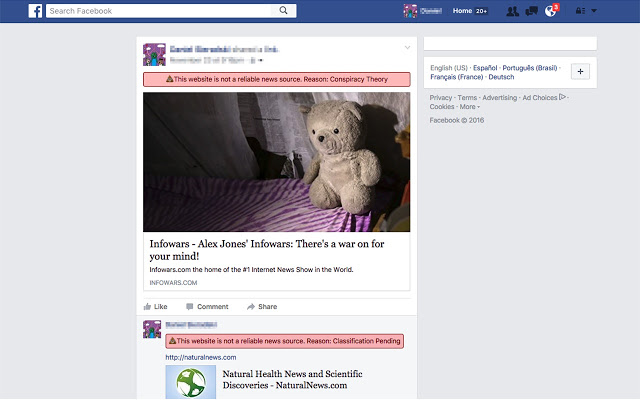 Search Facebook
Home 20+
3
shared a link.
This website is not a reliable news source. Reason: Conspiracy Theory
Infowars - Alex Jones' Infowars: There's a war on for
your mind!
Infowars.com the home of the #1 Internet News Show in the World.
INFOWARS.COM
Like Comment Share
This website is not a reliable news source. Reason: Classification Pending
http://naturalnews.com
Natural Health News and Scientific
Discoveries - NaturalNews.com
English (US) · Español · Português (Brasil) ·
Français (France) · Deutsch
Privacy · Terms · Advertising · Ad Choices ·
Cookies · More
Facebook © 2016